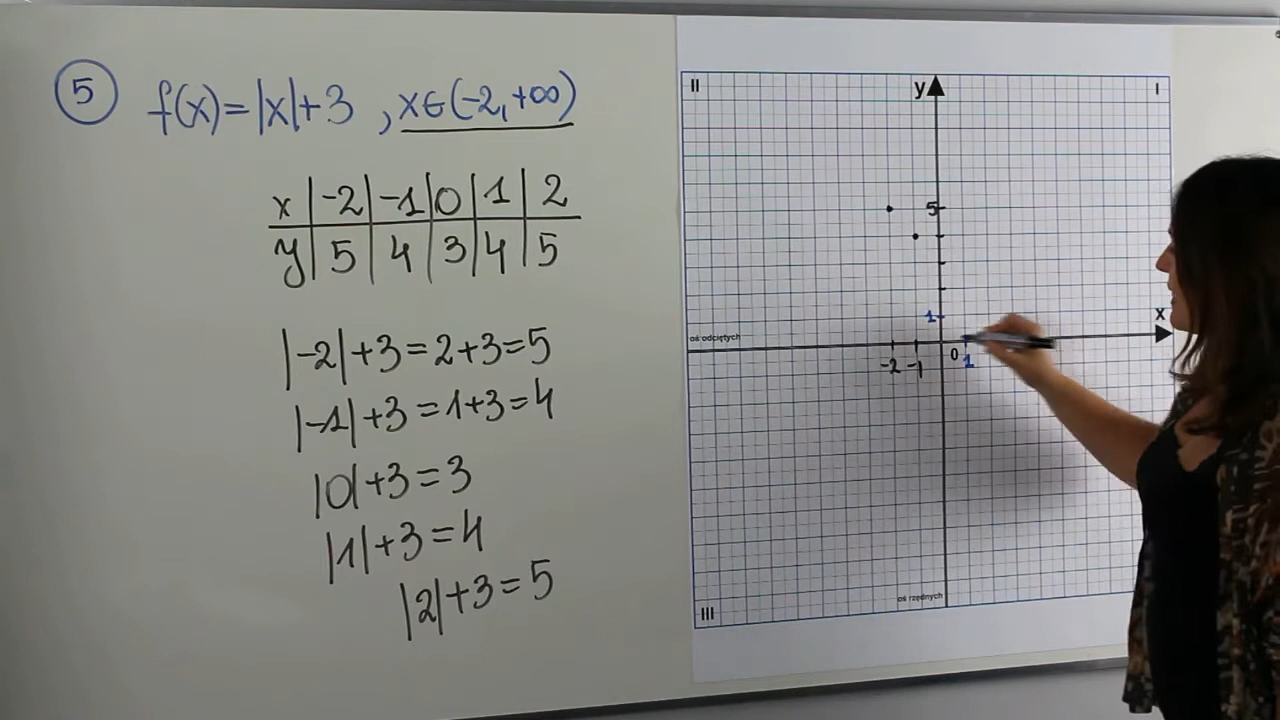 5 f(x)=|x|+3 , x∈(-2,+∞)
x | -2 | -1 | 0 | 1 | 2
y | 5 | 4 | 3 | 4 | 5
|-2|+3=2+3=5
|-1|+3=1+3=4
|0|+3=3
|1|+3=4
|2|+3=5
II y I
5
1 x
oś odciętych
0
-2 -1 1
oś rzędnych
III